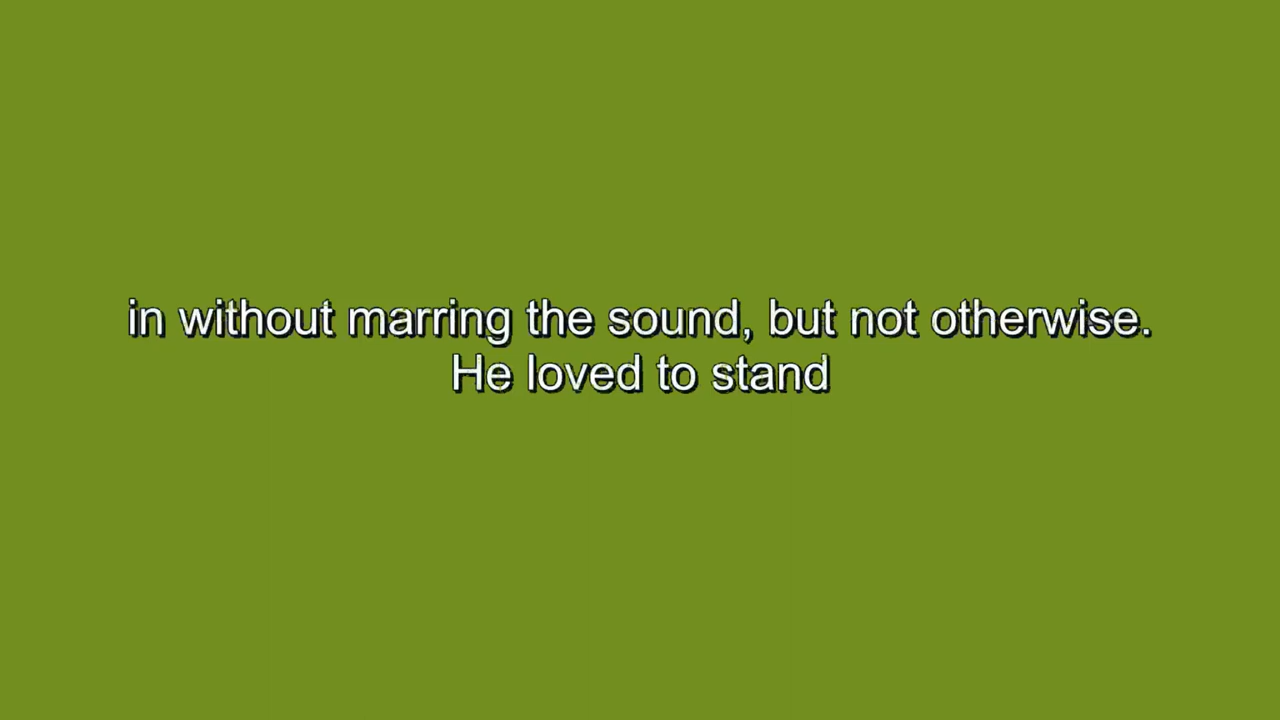 in without marring the sound, but not otherwise.
He loved to stand